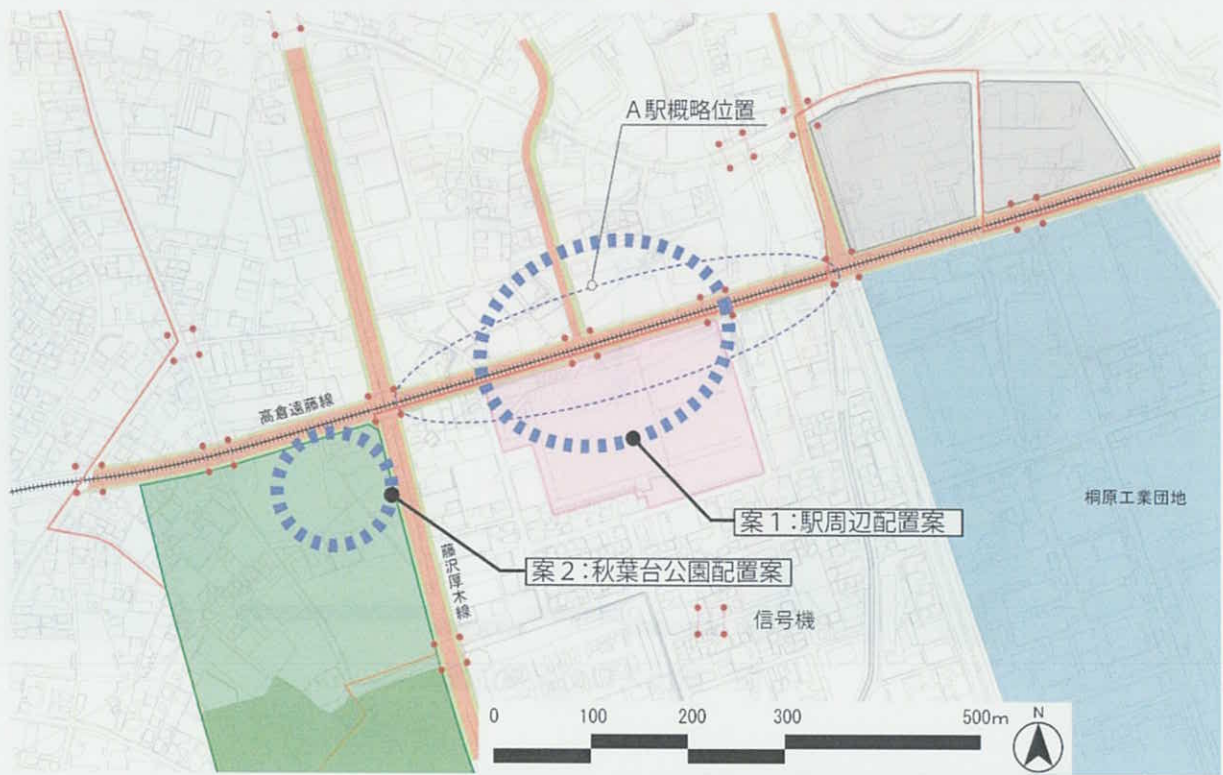 A駅概略位置
高倉遠藤線
桐原工業団地
案1:駅周辺配置案
案2:秋葉台公園配置案
藤沢厚木線
信号機
0 100 200 300 500m
N